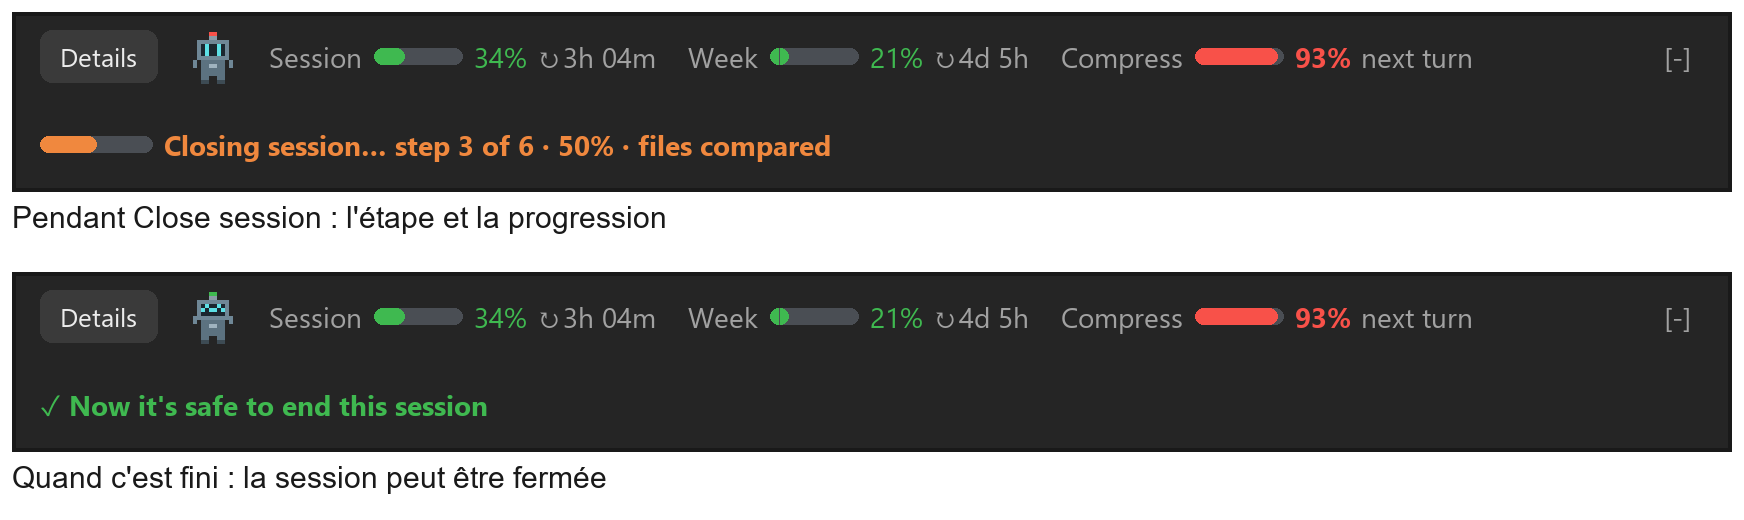 Details Session 34% ↻3h 04m Week 21% ↻4d 5h Compress 93% next turn [-]
Closing session... step 3 of 6 · 50% · files compared
Pendant Close session : l'étape et la progression
Details Session 34% ↻3h 04m Week 21% ↻4d 5h Compress 93% next turn [-]
✓ Now it's safe to end this session
Quand c'est fini : la session peut être fermée